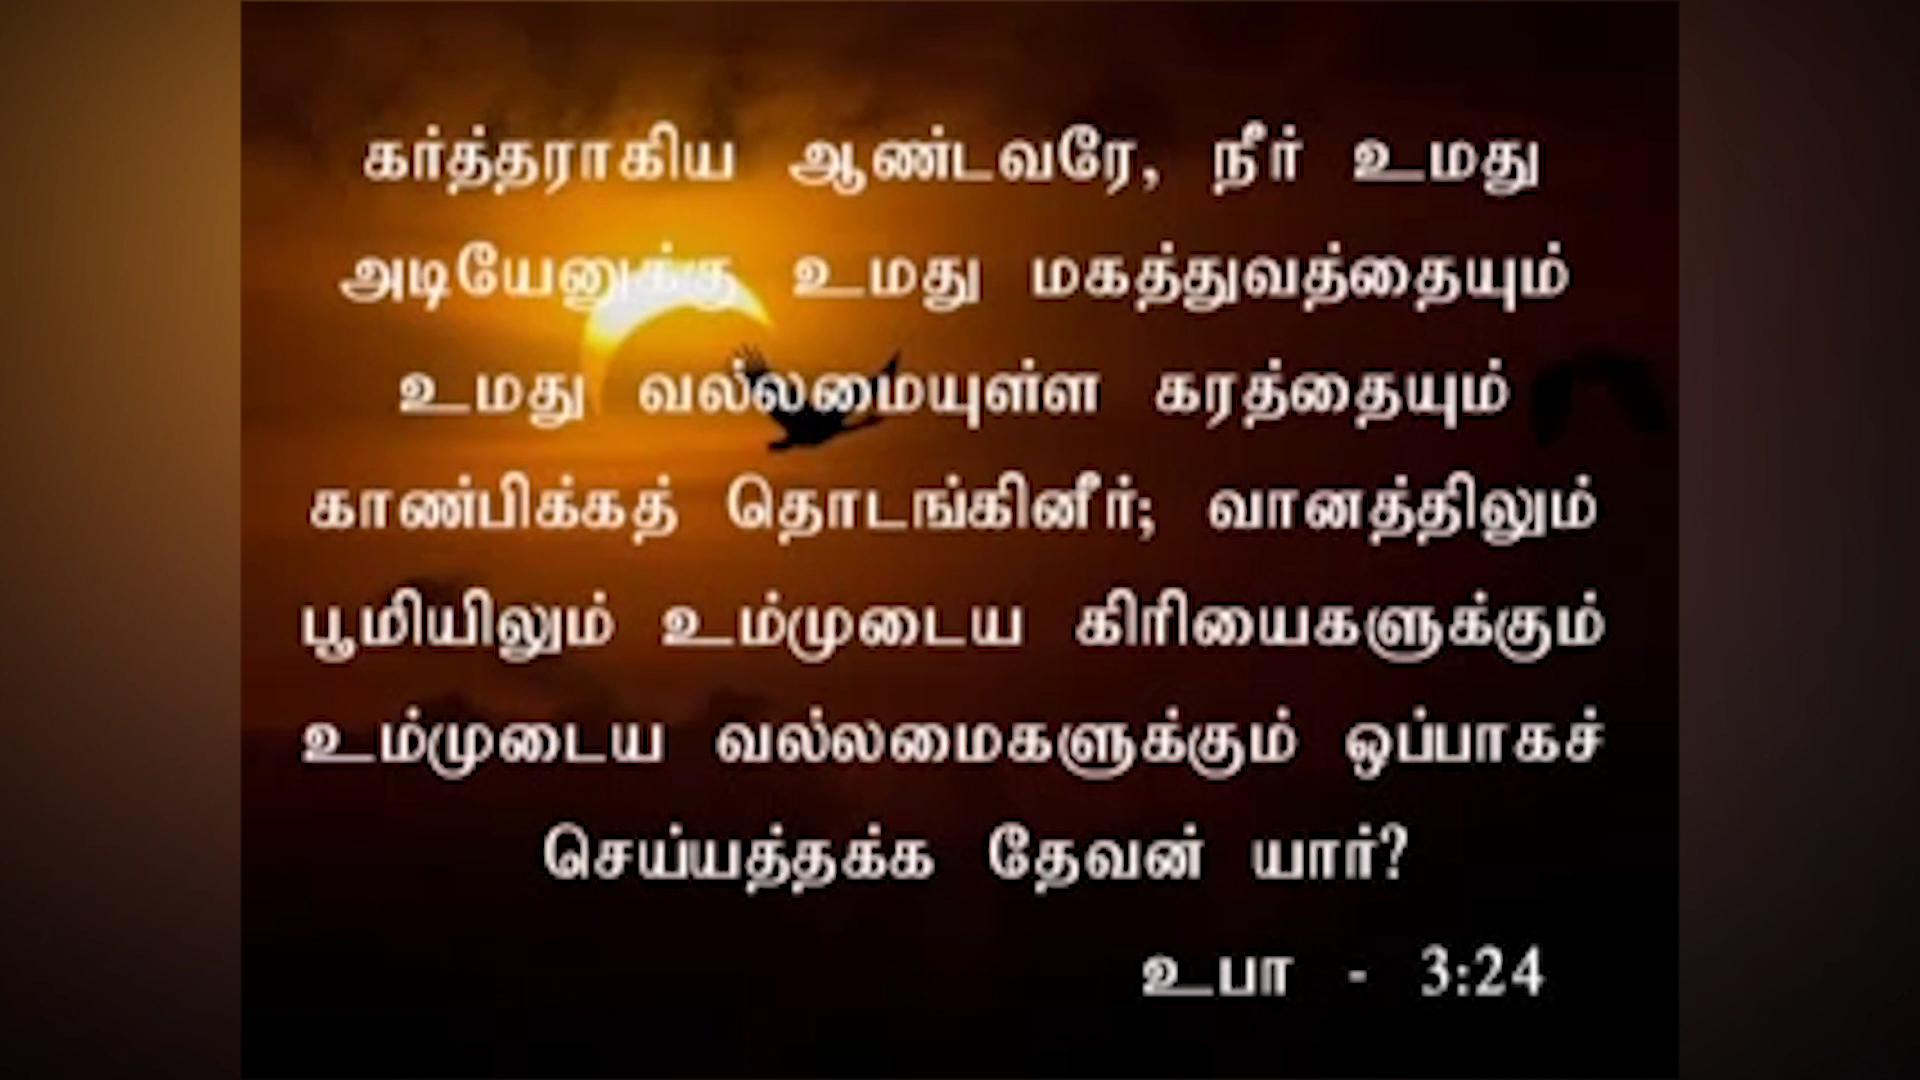 கர்த்தராகிய ஆண்டவரே, நீர் உமது
அடியேனுக்கு உமது மகத்துவத்தையும்
உமது வல்லமையுள்ள கரத்தையும்
காண்பிக்கத் தொடங்கினீர்; வானத்திலும்
பூமியிலும் உம்முடைய கிரியைகளுக்கும்
உம்முடைய வல்லமைகளுக்கும் ஒப்பாகச்
செய்யத்தக்க தேவன் யார்?
உபா - 3:24